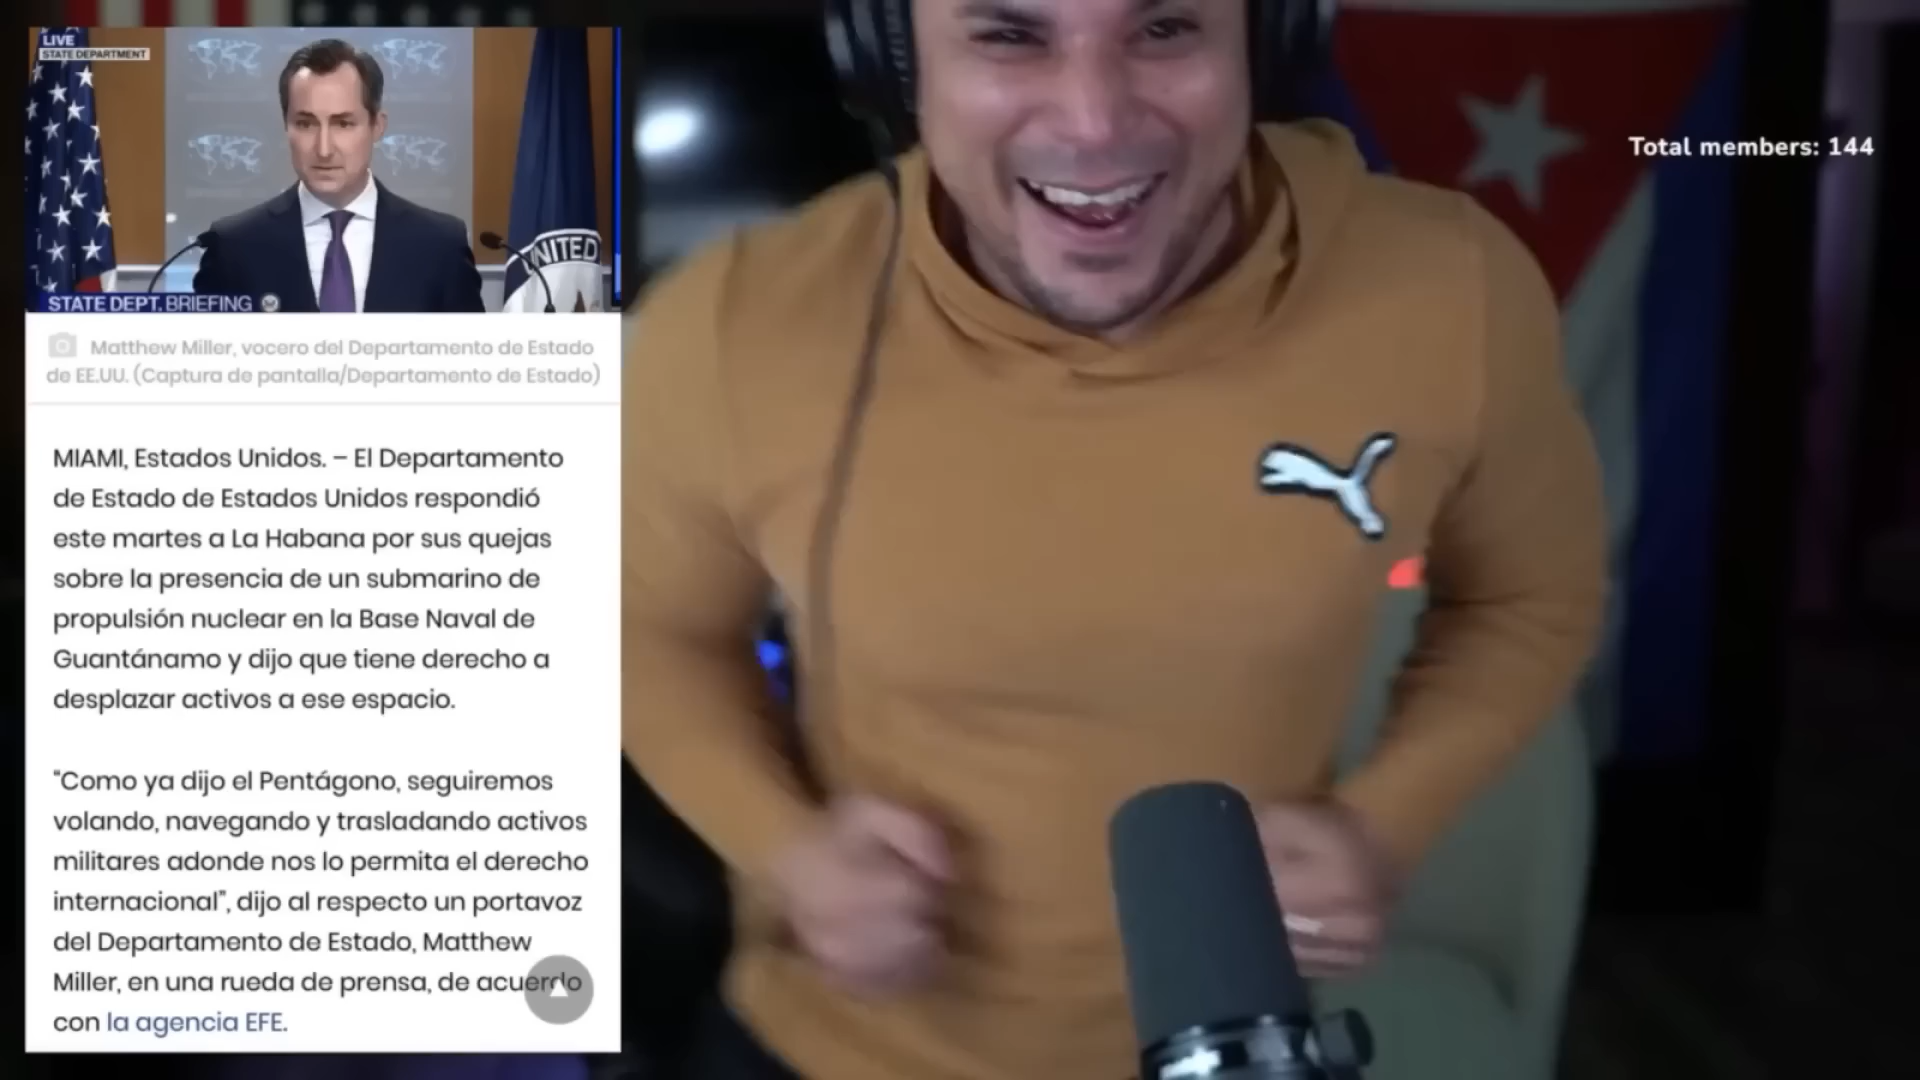 LIVE
STATE DEPARTMENT
UNITED
STATE DEPT. BRIEFING
Matthew Miller, vocero del Departamento de Estado
de EE.UU. (Captura de pantalla/Departamento de Estado)
MIAMI, Estados Unidos. – El Departamento
de Estado de Estados Unidos respondió
este martes a La Habana por sus quejas
sobre la presencia de un submarino de
propulsión nuclear en la Base Naval de
Guantánamo y dijo que tiene derecho a
desplazar activos a ese espacio.
"Como ya dijo el Pentágono, seguiremos
volando, navegando y trasladando activos
militares adonde nos lo permita el derecho
internacional", dijo al respecto un portavoz
del Departamento de Estado, Matthew
Miller, en una rueda de prensa, de acuerdo
con la agencia EFE.
Total members: 144